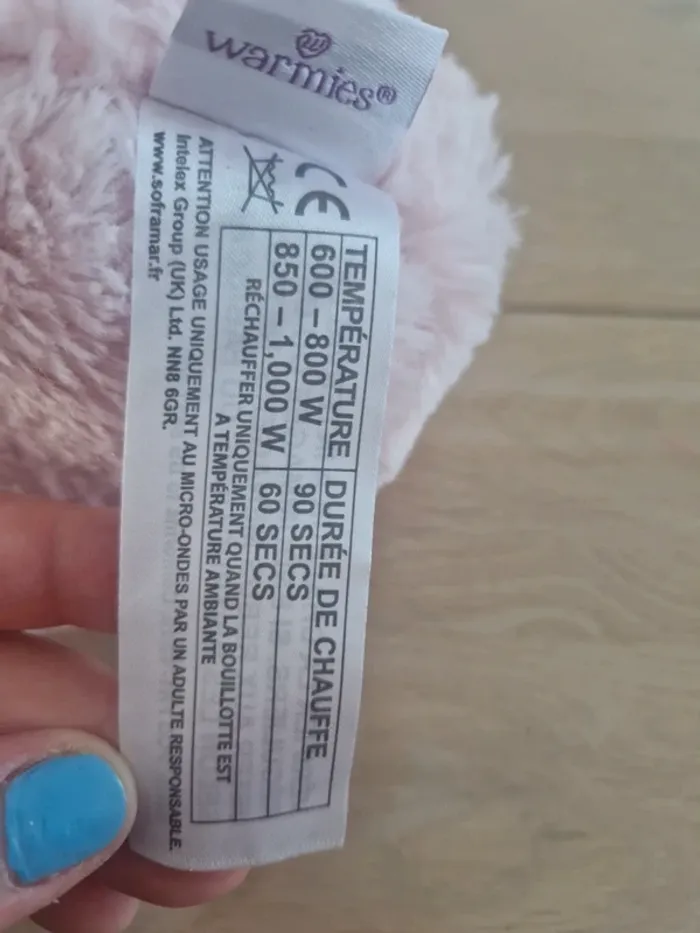 warmies®
CE
TEMPÉRATURE DURÉE DE CHAUFFE
600 – 800 W 90 SECS
850 – 1,000 W 60 SECS
RÉCHAUFFER UNIQUEMENT QUAND LA BOUILLOTTE EST
A TEMPÉRATURE AMBIANTE
ATTENTION USAGE UNIQUEMENT AU MICRO-ONDES PAR UN ADULTE RESPONSABLE.
Intelex Group (UK) Ltd. NN8 6GR.
www.soframar.fr